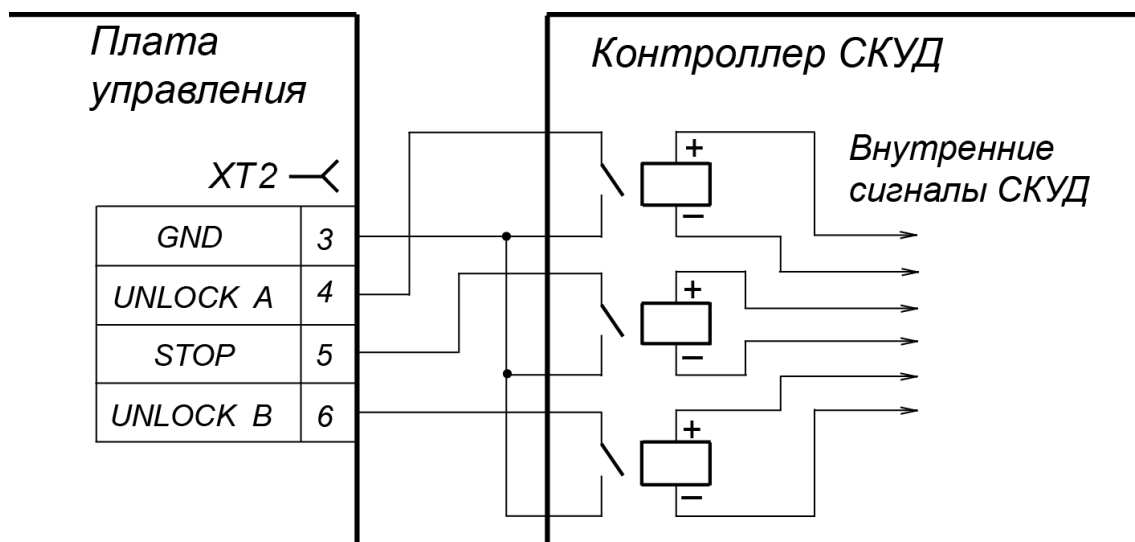 Плата
управления
Контроллер СКУД
XT2
GND 3
UNLOCK A 4
STOP 5
UNLOCK B 6
+
−
+
−
+
−
Внутренние
сигналы СКУД